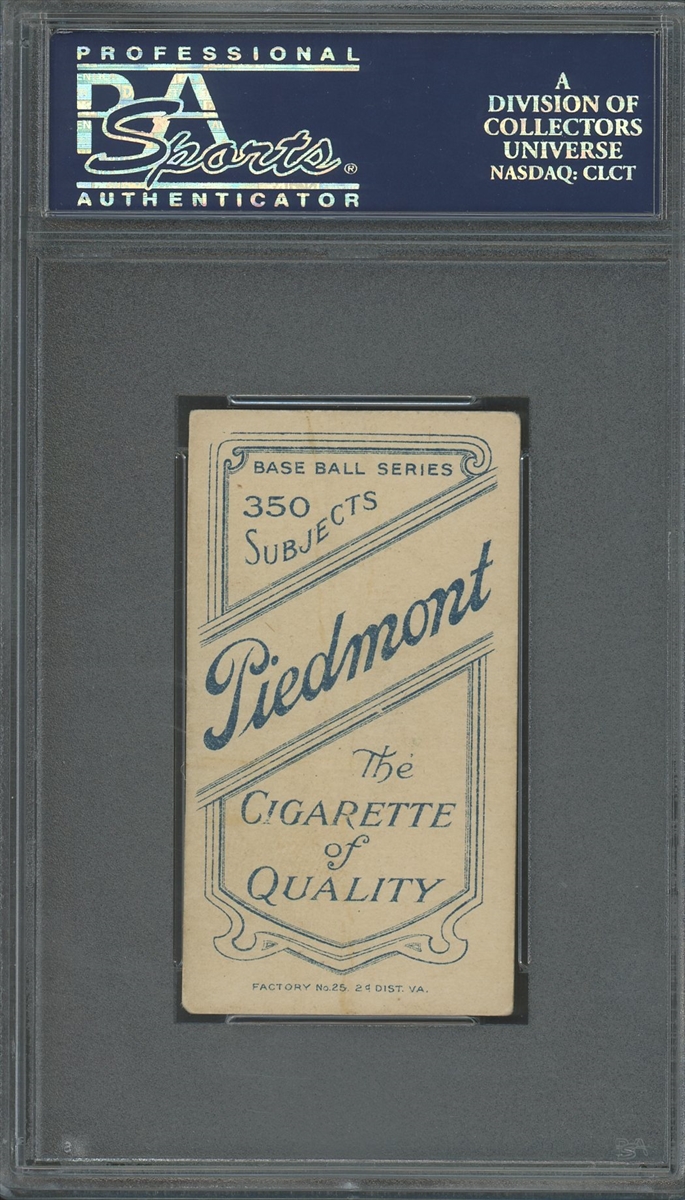 PROFESSIONAL
PSA
Sports®
AUTHENTICATOR
A
DIVISION OF
COLLECTORS
UNIVERSE
NASDAQ: CLCT
BASE BALL SERIES
350
SUBJECTS
Piedmont
The
CIGARETTE
of
QUALITY
FACTORY No. 25. 2d DIST. VA.
PSA